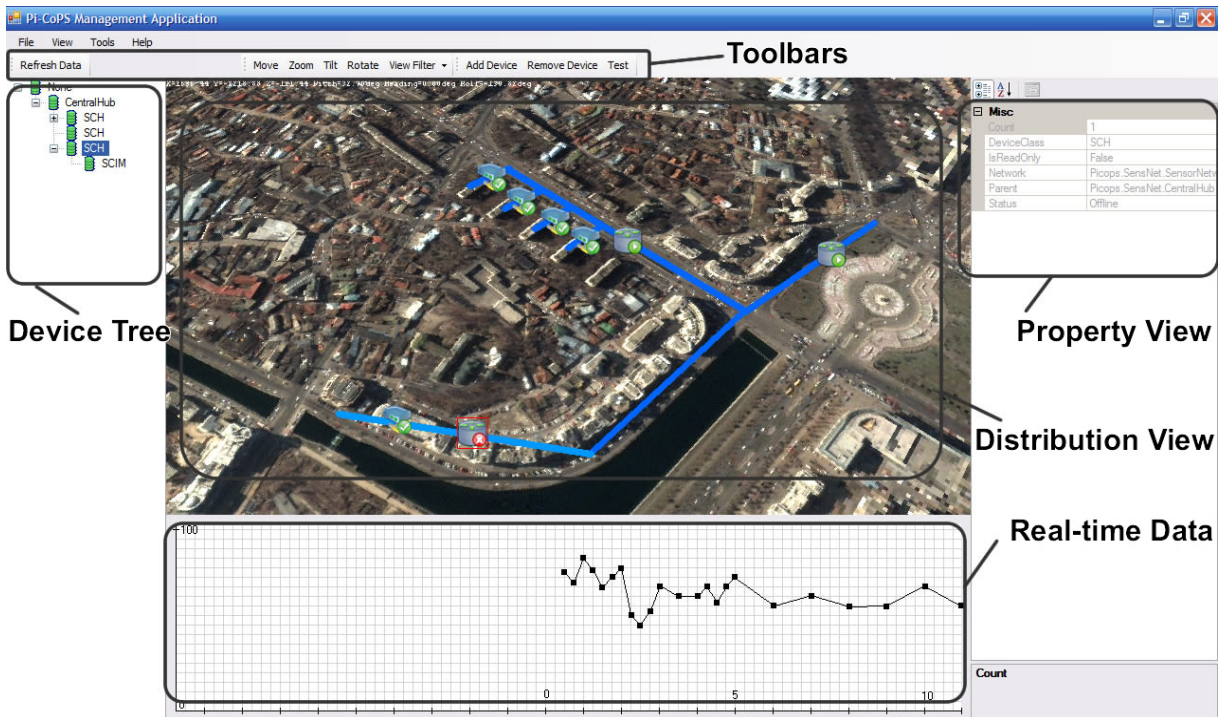 Pi-CoPS Management Application
File View Tools Help
Toolbars
Refresh Data Move Zoom Tilt Rotate View Filter Add Device Remove Device Test
None
CentralHub
SCH
SCH
SCH
SCIM
Device Tree
Misc
Count 1
DeviceClass SCH
IsReadOnly False
Network Picops.SensNet.SensorNetw
Parent Picops.SensNet.CentralHub
Status Offline
Property View
Distribution View
Real-time Data
100
0 5 10
0
Count